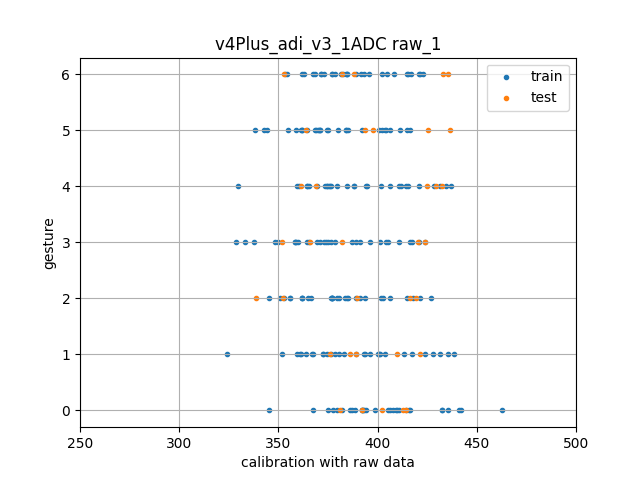 v4Plus_adi_v3_1ADC raw_1
train
test
gesture
6
5
4
3
2
1
0
250 300 350 400 450 500
calibration with raw data